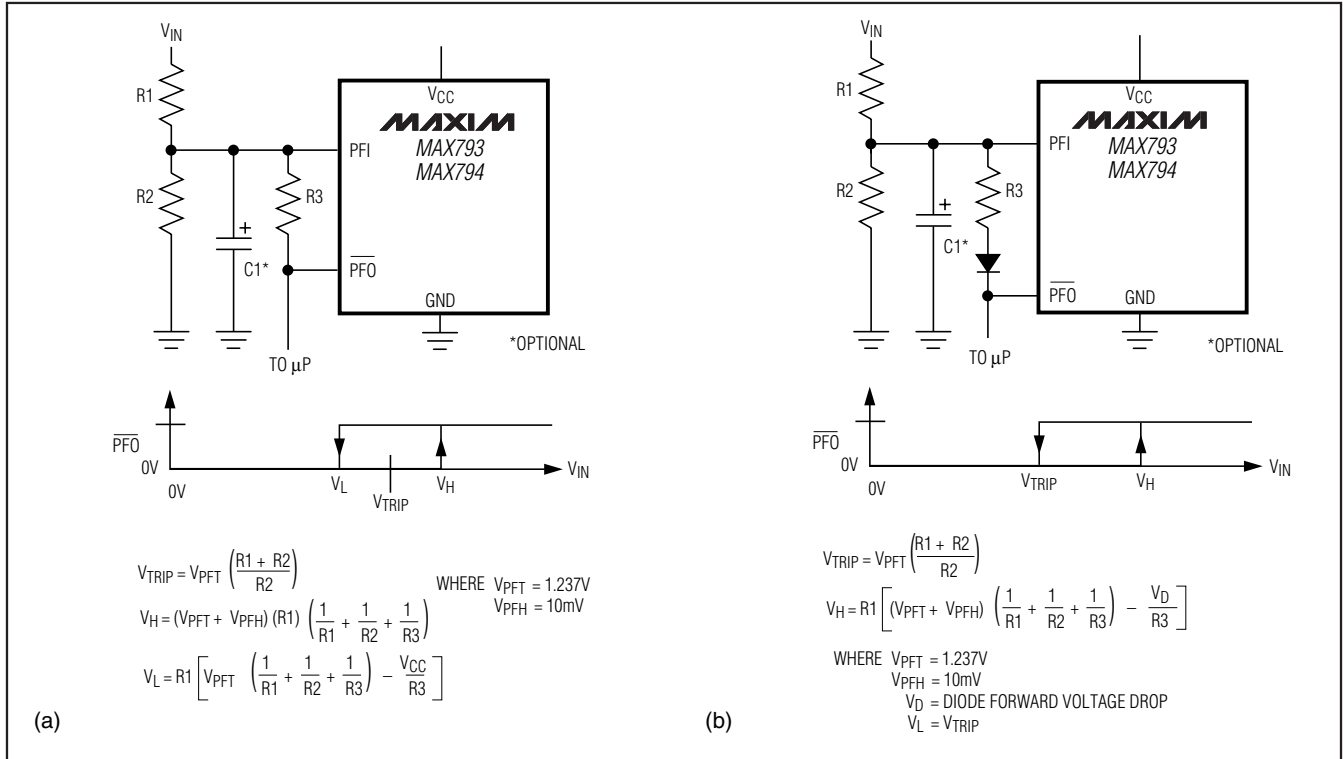 V_IN
R1
V_CC
MAXIM
MAX793
MAX794
PFI
R2
R3
+
C1*
P̅F̅O̅
GND
*OPTIONAL
TO µP
P̅F̅O̅
0V
0V
V_L
V_TRIP
V_H
V_IN
V_TRIP = V_PFT ((R1 + R2)/R2)
V_H = (V_PFT + V_PFH) (R1) (1/R1 + 1/R2 + 1/R3)
V_L = R1 [V_PFT (1/R1 + 1/R2 + 1/R3) − V_CC/R3]
WHERE V_PFT = 1.237V
V_PFH = 10mV
(a)
V_IN
R1
V_CC
MAXIM
MAX793
MAX794
PFI
R2
R3
+
C1*
P̅F̅O̅
GND
*OPTIONAL
TO µP
P̅F̅O̅
0V
0V
V_TRIP
V_H
V_IN
V_TRIP = V_PFT ((R1 + R2)/R2)
V_H = R1 [(V_PFT + V_PFH) (1/R1 + 1/R2 + 1/R3) − V_D/R3]
WHERE V_PFT = 1.237V
V_PFH = 10mV
V_D = DIODE FORWARD VOLTAGE DROP
V_L = V_TRIP
(b)